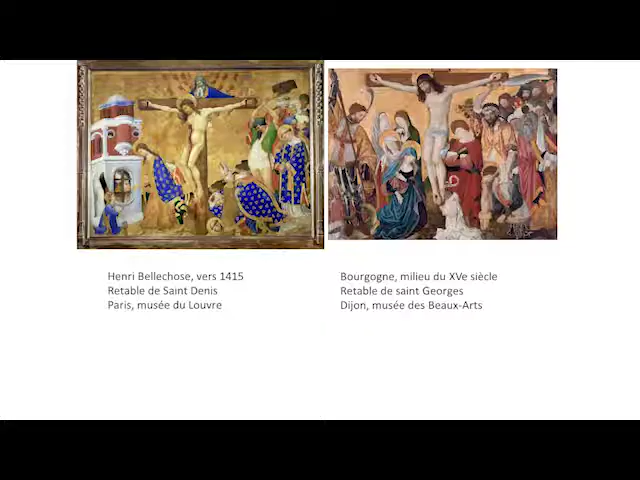 Henri Bellechose, vers 1415
Retable de Saint Denis
Paris, musée du Louvre
Bourgogne, milieu du XVe siècle
Retable de saint Georges
Dijon, musée des Beaux-Arts